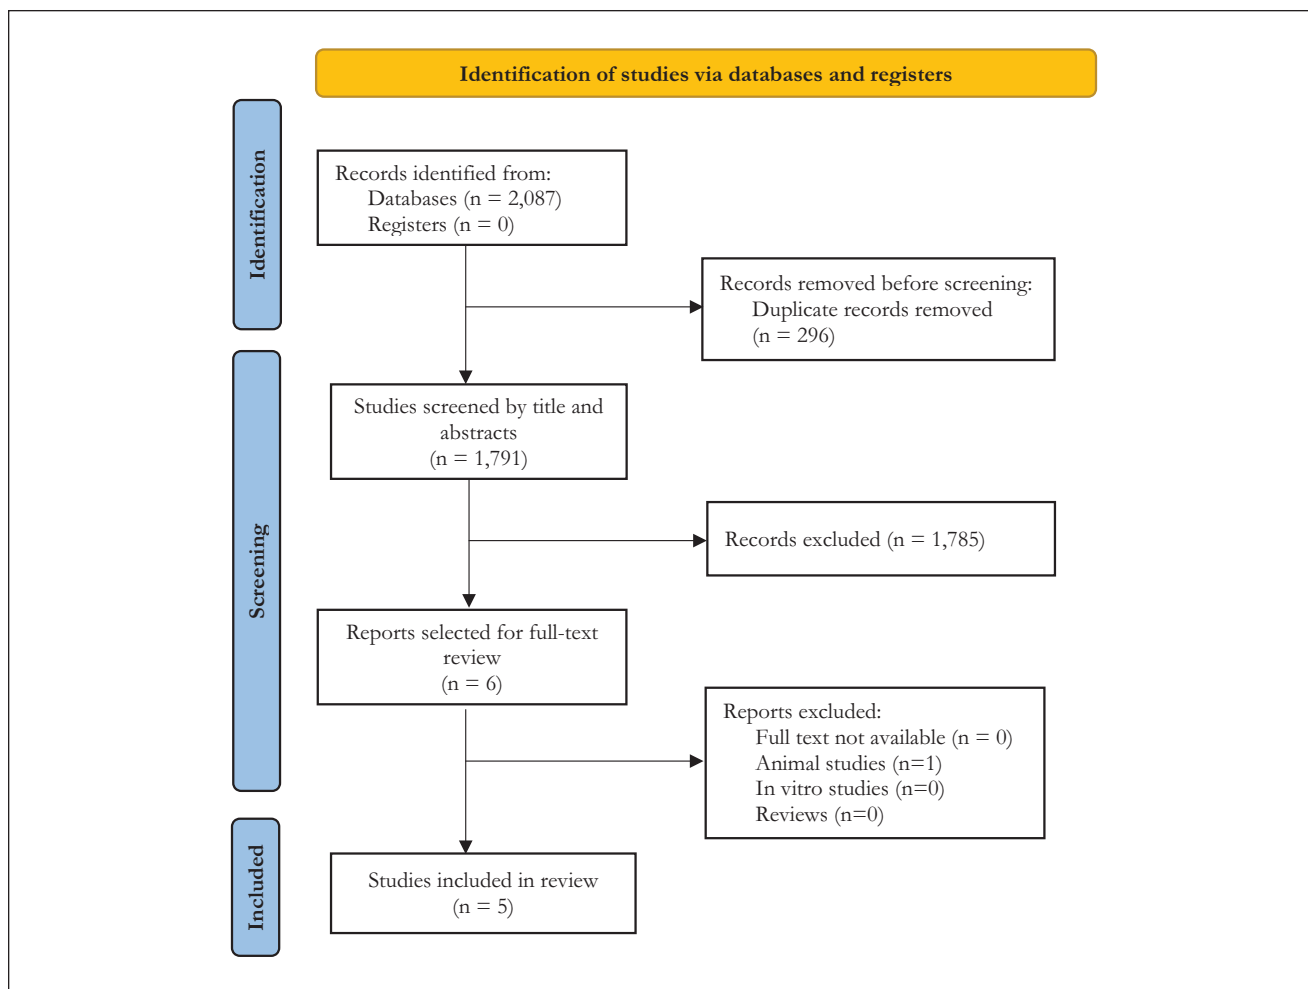 Identification of studies via databases and registers
Identification
Records identified from:
Databases (n = 2,087)
Registers (n = 0)
Records removed before screening:
Duplicate records removed
(n = 296)
Screening
Studies screened by title and
abstracts
(n = 1,791)
Records excluded (n = 1,785)
Reports selected for full-text
review
(n = 6)
Reports excluded:
Full text not available (n = 0)
Animal studies (n=1)
In vitro studies (n=0)
Reviews (n=0)
Included
Studies included in review
(n = 5)